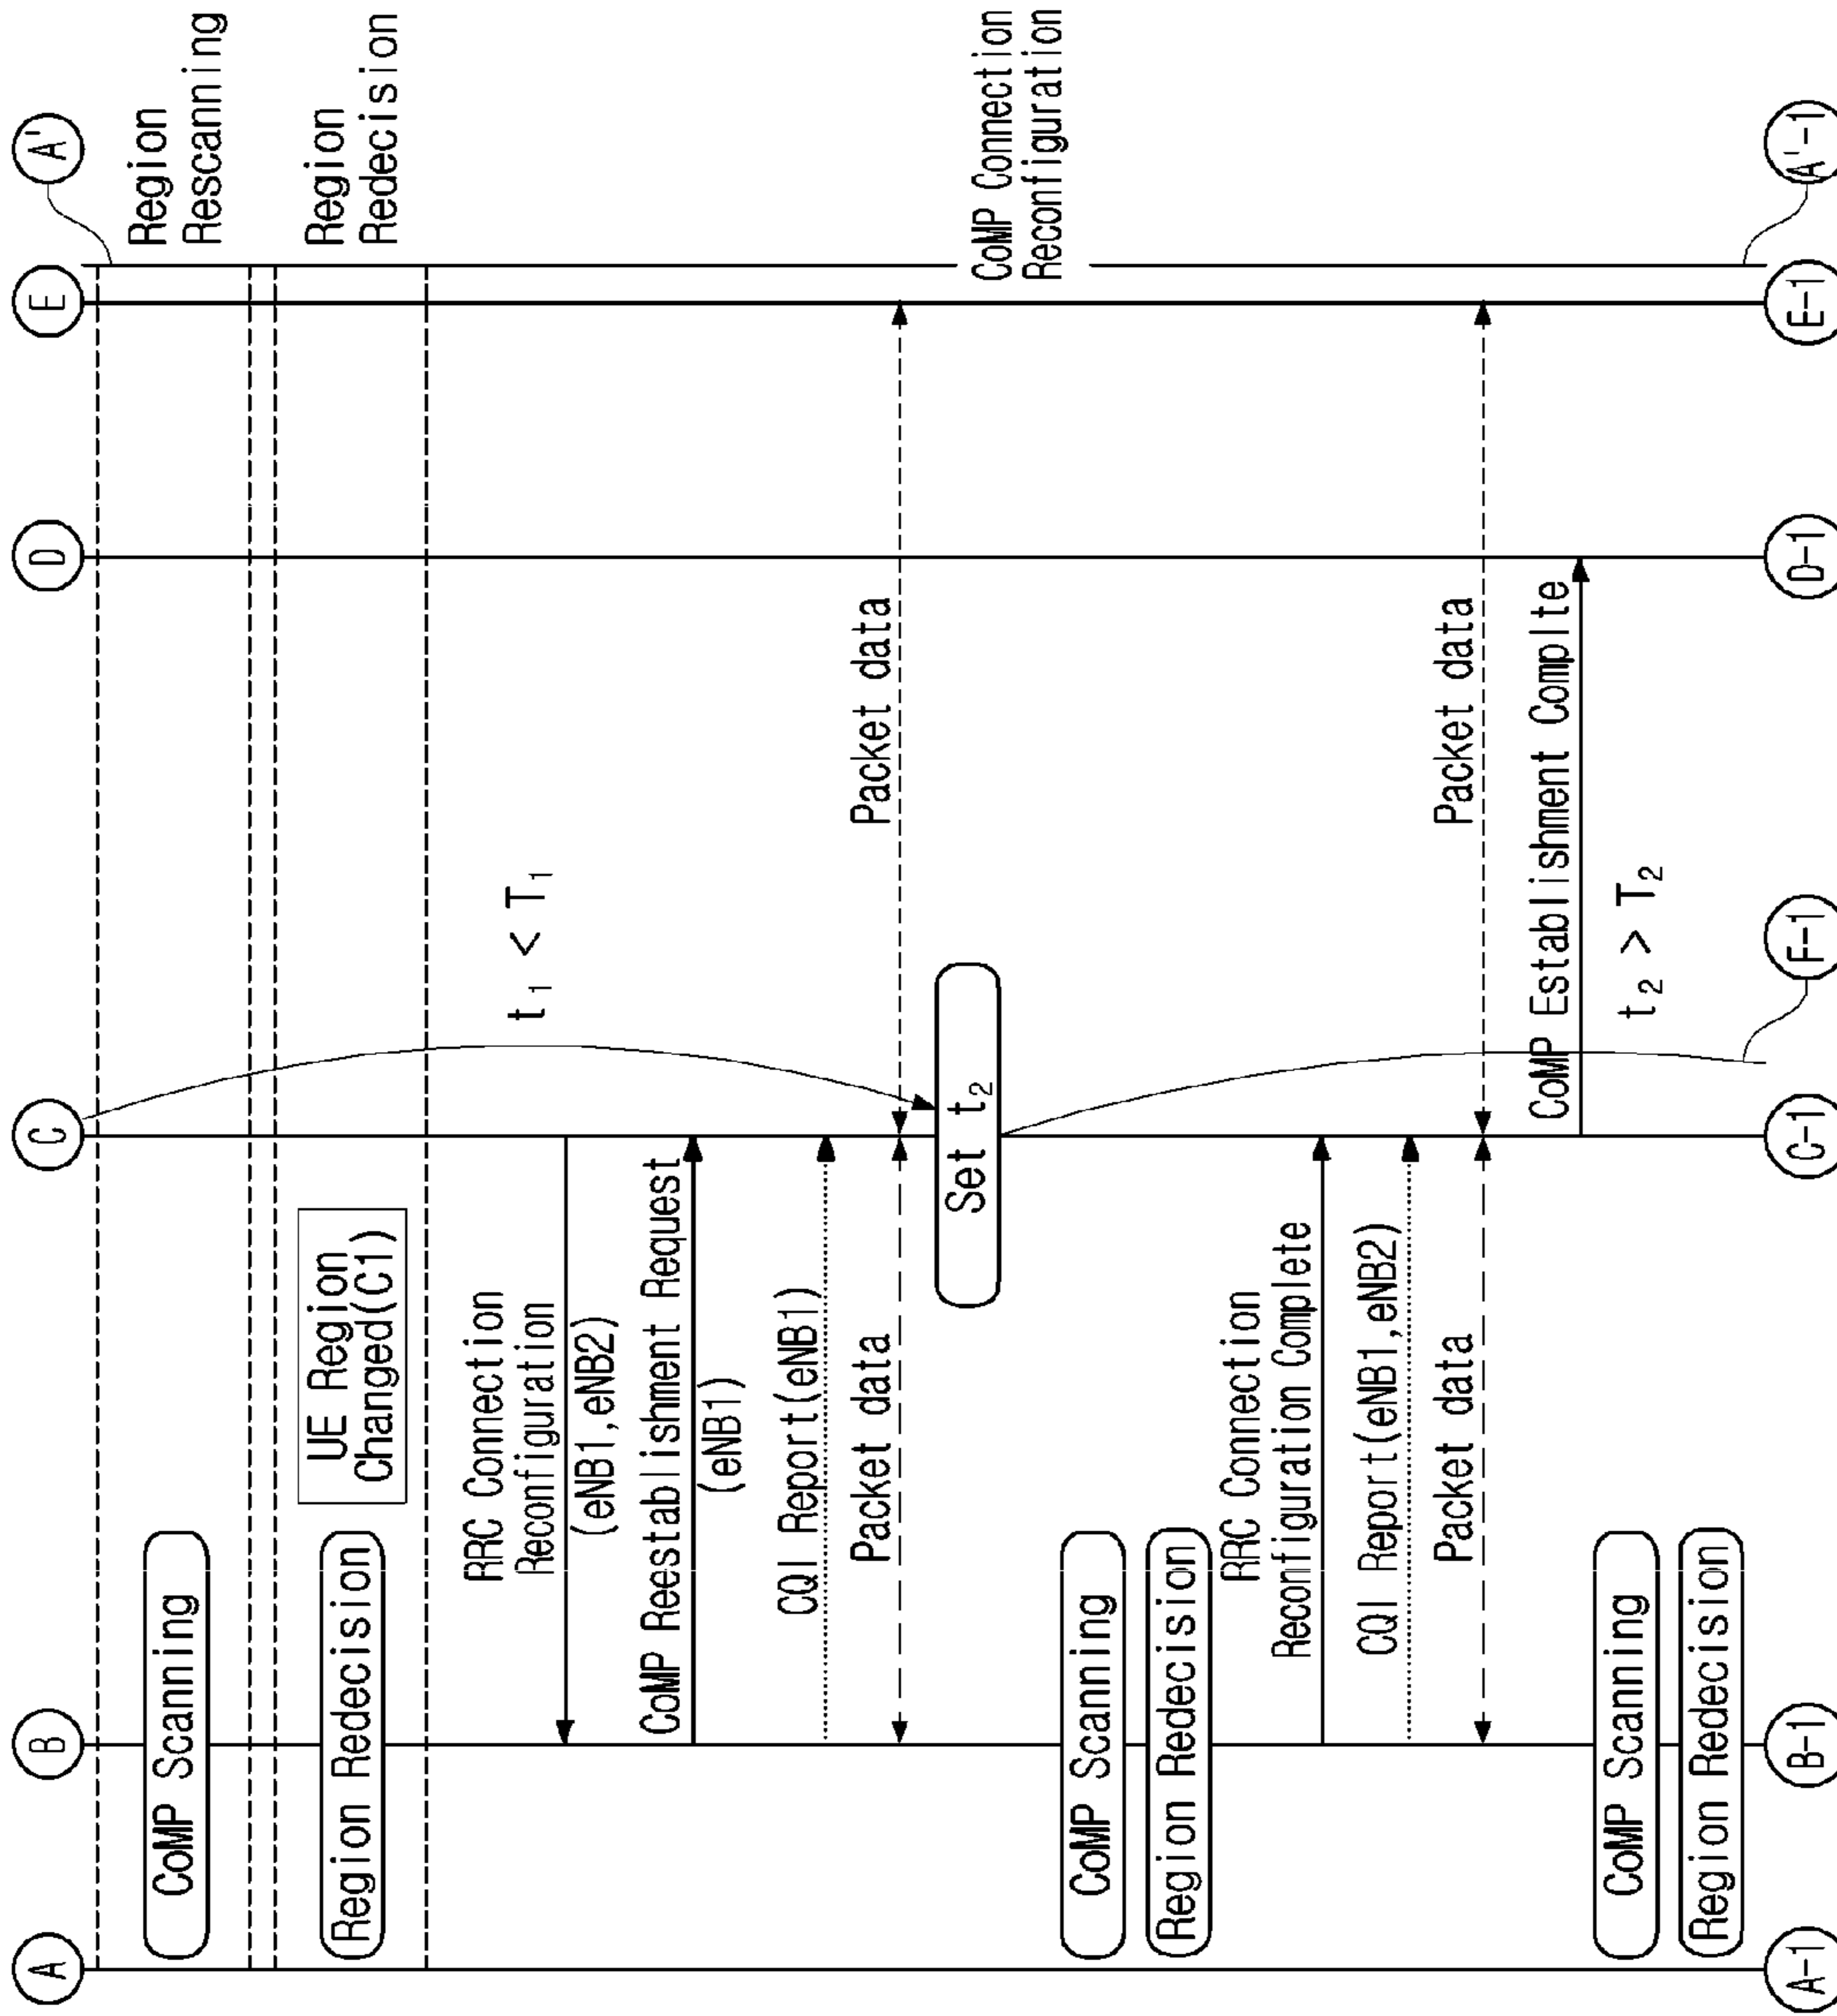 A
B
C
D
E
A'
CoMP Scanning
Region
Rescanning
Region Redecision
UE Region
Changed(C1)
Region
Redecision
RRC Connection
Reconfiguration
(eNB1,eNB2)
t1 < T1
CoMP Reestablishment Request
(eNB1)
CQI Report(eNB1)
Packet data
Packet data
Set t2
CoMP Connection
Reconfiguration
CoMP Scanning
Region Redecision
RRC Connection
Reconfiguration Complete
CQI Report(eNB1,eNB2)
Packet data
Packet data
CoMP Establishment Complte
t2 > T2
CoMP Scanning
Region Redecision
A-1
B-1
C-1
F-1
D-1
E-1
A'-1